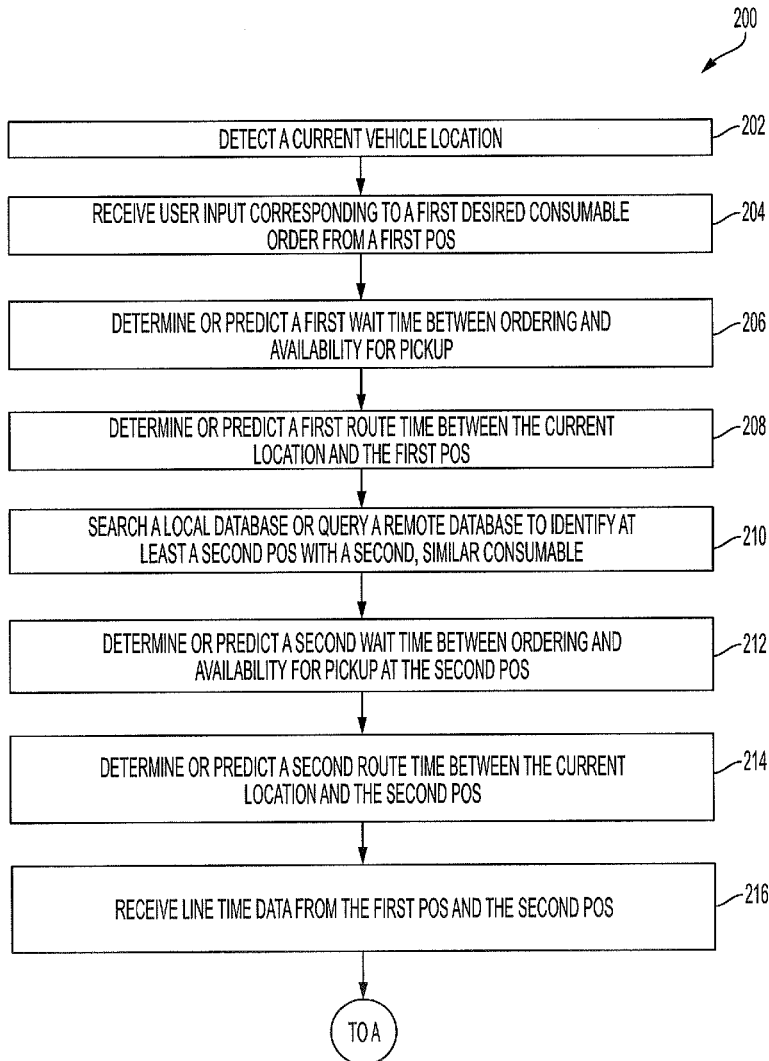 200
DETECT A CURRENT VEHICLE LOCATION
202
RECEIVE USER INPUT CORRESPONDING TO A FIRST DESIRED CONSUMABLE
ORDER FROM A FIRST POS
204
DETERMINE OR PREDICT A FIRST WAIT TIME BETWEEN ORDERING AND
AVAILABILITY FOR PICKUP
206
DETERMINE OR PREDICT A FIRST ROUTE TIME BETWEEN THE CURRENT
LOCATION AND THE FIRST POS
208
SEARCH A LOCAL DATABASE OR QUERY A REMOTE DATABASE TO IDENTIFY AT
LEAST A SECOND POS WITH A SECOND, SIMILAR CONSUMABLE
210
DETERMINE OR PREDICT A SECOND WAIT TIME BETWEEN ORDERING AND
AVAILABILITY FOR PICKUP AT THE SECOND POS
212
DETERMINE OR PREDICT A SECOND ROUTE TIME BETWEEN THE CURRENT
LOCATION AND THE SECOND POS
214
RECEIVE LINE TIME DATA FROM THE FIRST POS AND THE SECOND POS
216
TO A